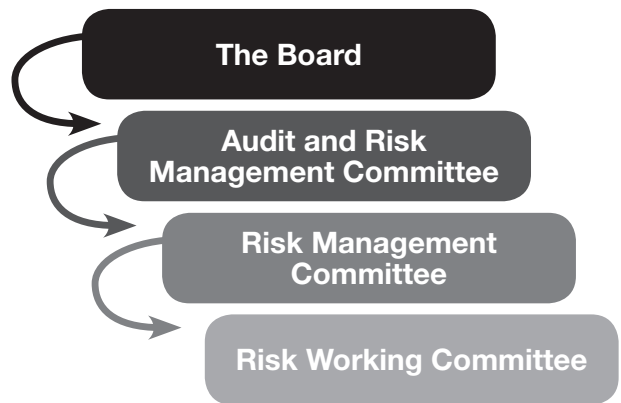 The Board
Audit and Risk
Management Committee
Risk Management
Committee
Risk Working Committee